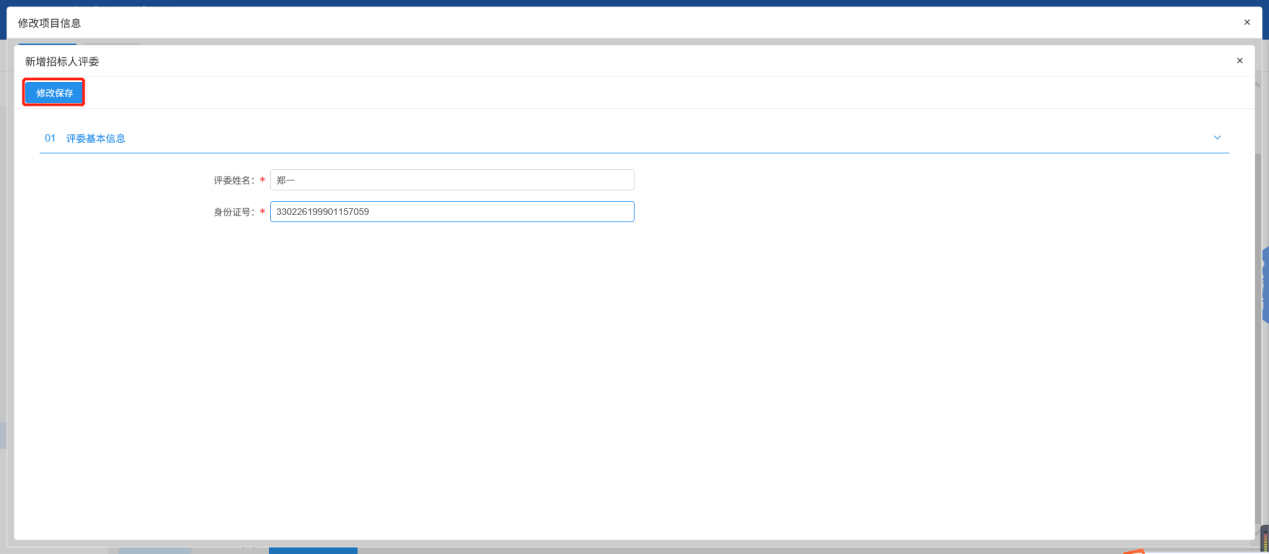 修改项目信息
×
新增招标人评委
×
修改保存
01 评委基本信息
评委姓名：* 郑一
身份证号：* 330226199901157059